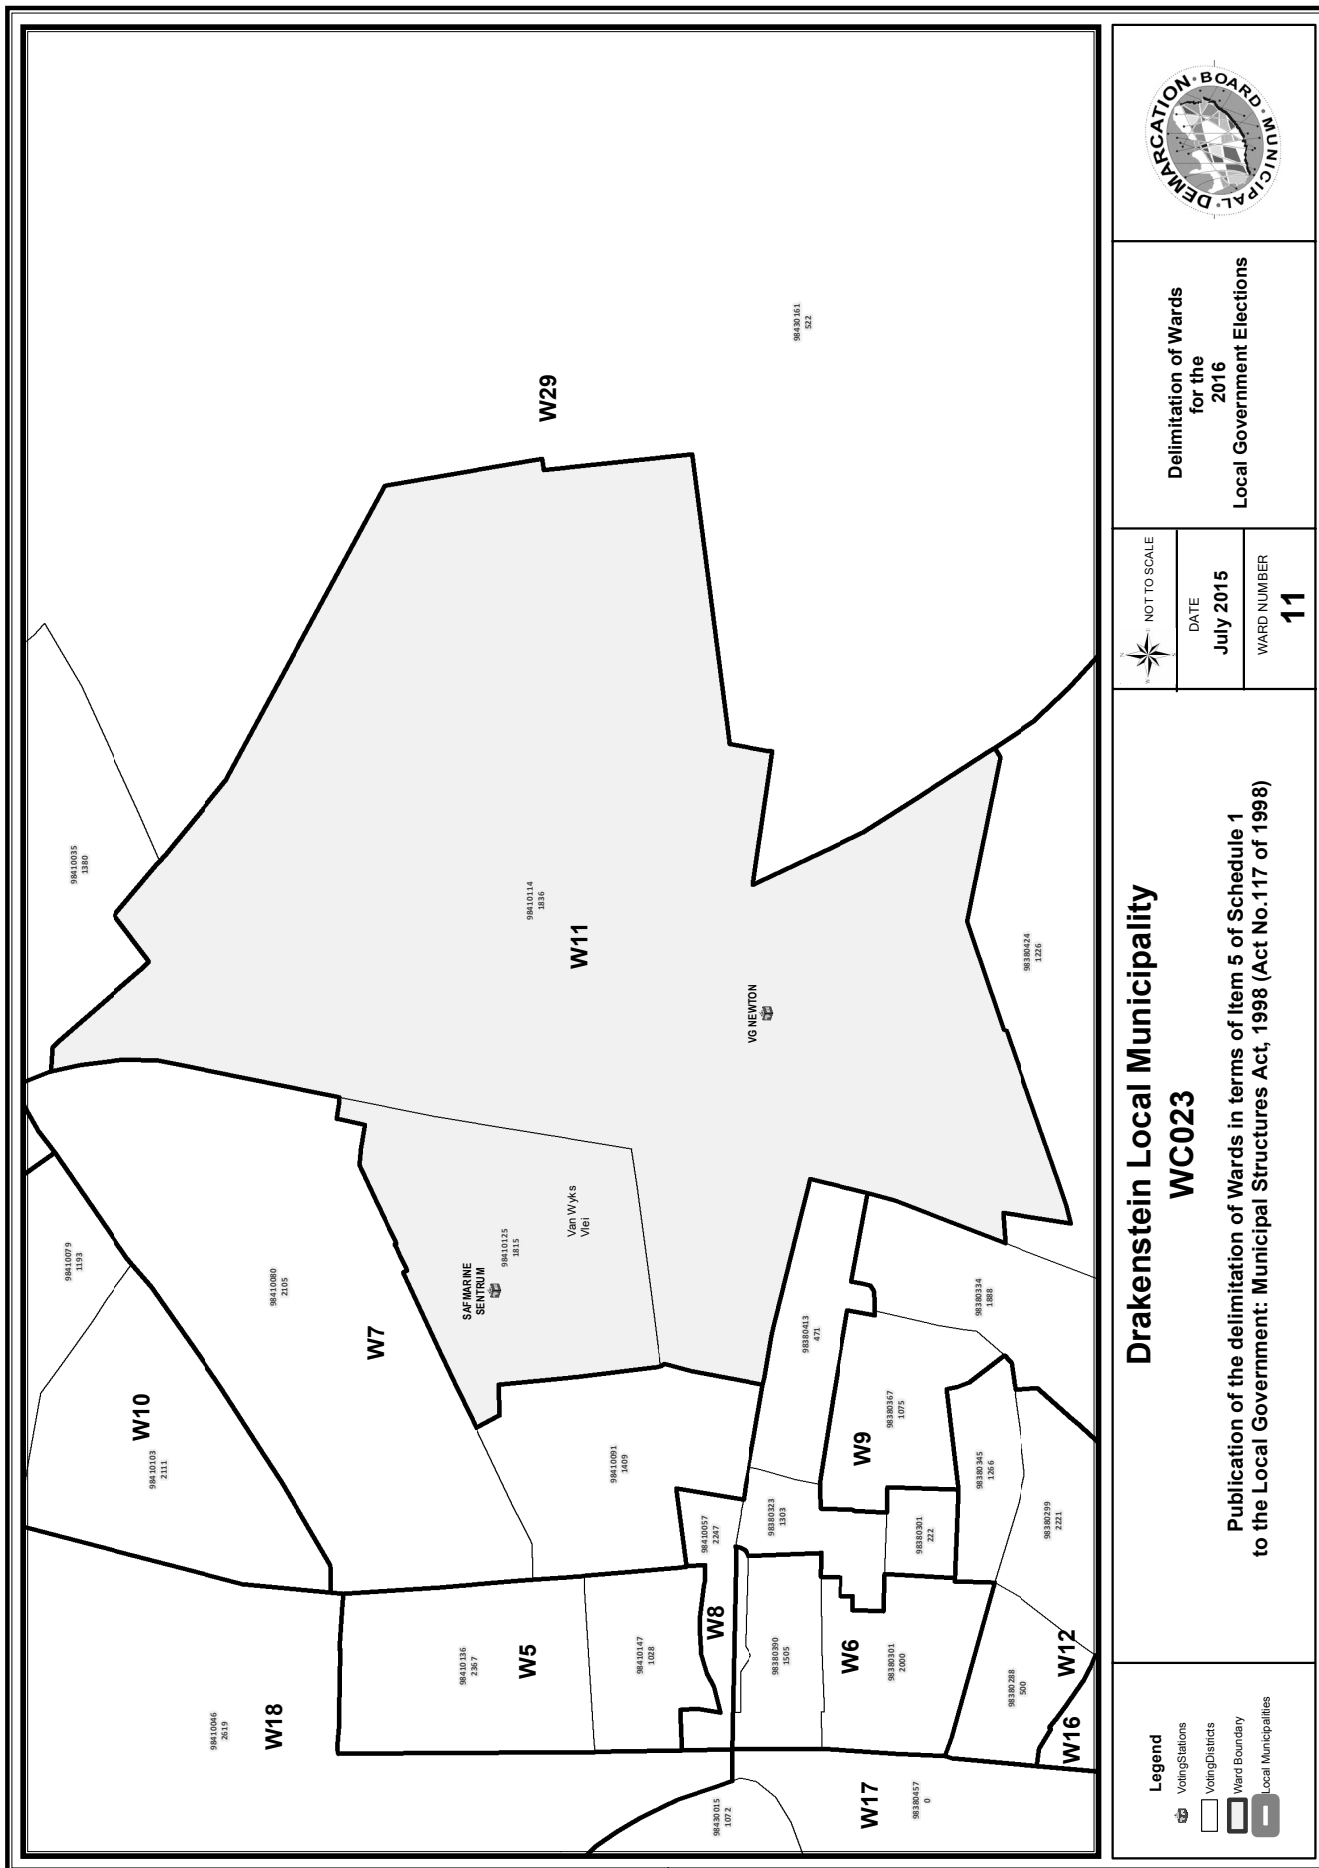 98410035
1380
98430161
522
W29
98410079
1193
98410103
2111
W10
98410080
2105
W7
98410114
1836
W11
VG NEWTON
SAFMARINE
SENTRUM
98410125
1815
Van Wyks
Vlei
98380424
1226
98410046
2619
W18
98410136
2367
W5
98410147
1028
98410091
1409
98410057
2247
W8
98380413
471
98380323
1303
98380390
1505
W6
98380301
2000
W9
98380367
1075
98380301
222
98380334
1888
98380345
1266
98380299
2221
98380288
500
W12
W16
98430015
1072
W17
98380457
0
Legend
VotingStations
VotingDistricts
Ward Boundary
Local Municipalities
Drakenstein Local Municipality
WC023
Publication of the delimitation of Wards in terms of Item 5 of Schedule 1
to the Local Government: Municipal Structures Act, 1998 (Act No.117 of 1998)
N
E
S
W
NOT TO SCALE
DATE
July 2015
WARD NUMBER
11
Delimitation of Wards
for the
2016
Local Government Elections
MUNICIPAL • DEMARCATION • BOARD •